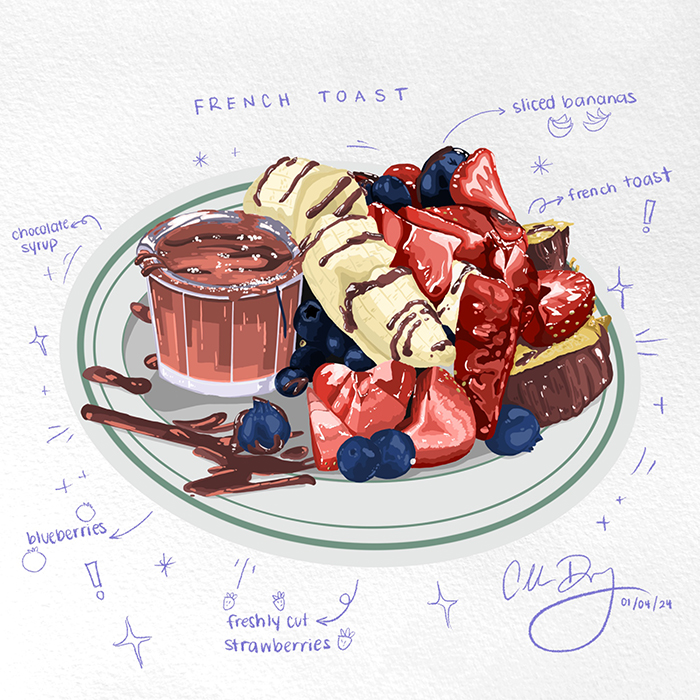 FRENCH TOAST
sliced bananas
french toast
!
chocolate
syrup
blueberries
!
freshly cut
strawberries
01/04/24